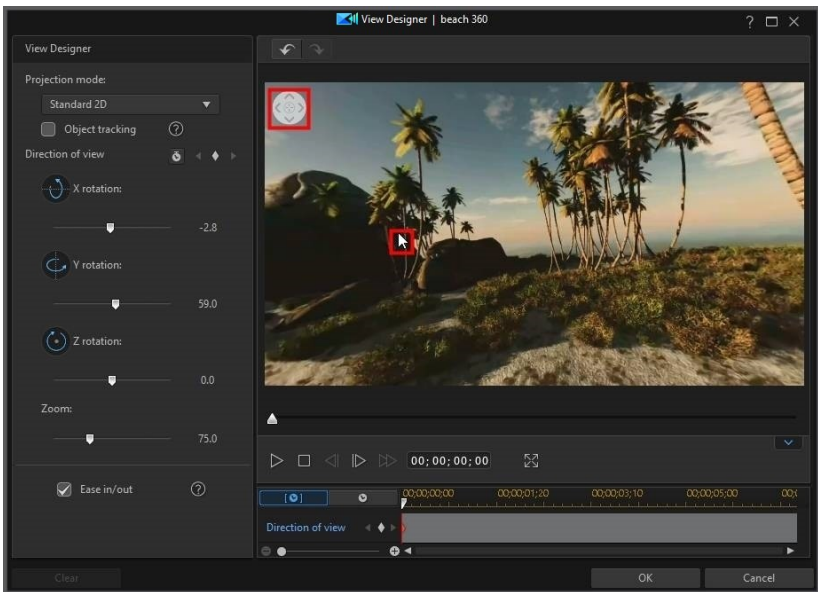 View Designer | beach 360
?
View Designer
Projection mode:
Standard 2D
Object tracking ?
Direction of view
X rotation:
-2.8
Y rotation:
59.0
Z rotation:
0.0
Zoom:
75.0
Ease in/out ?
00;00;00;00
00;00;00;00 00;00;01;20 00;00;03;10 00;00;05;00 00;
Direction of view
Clear OK Cancel